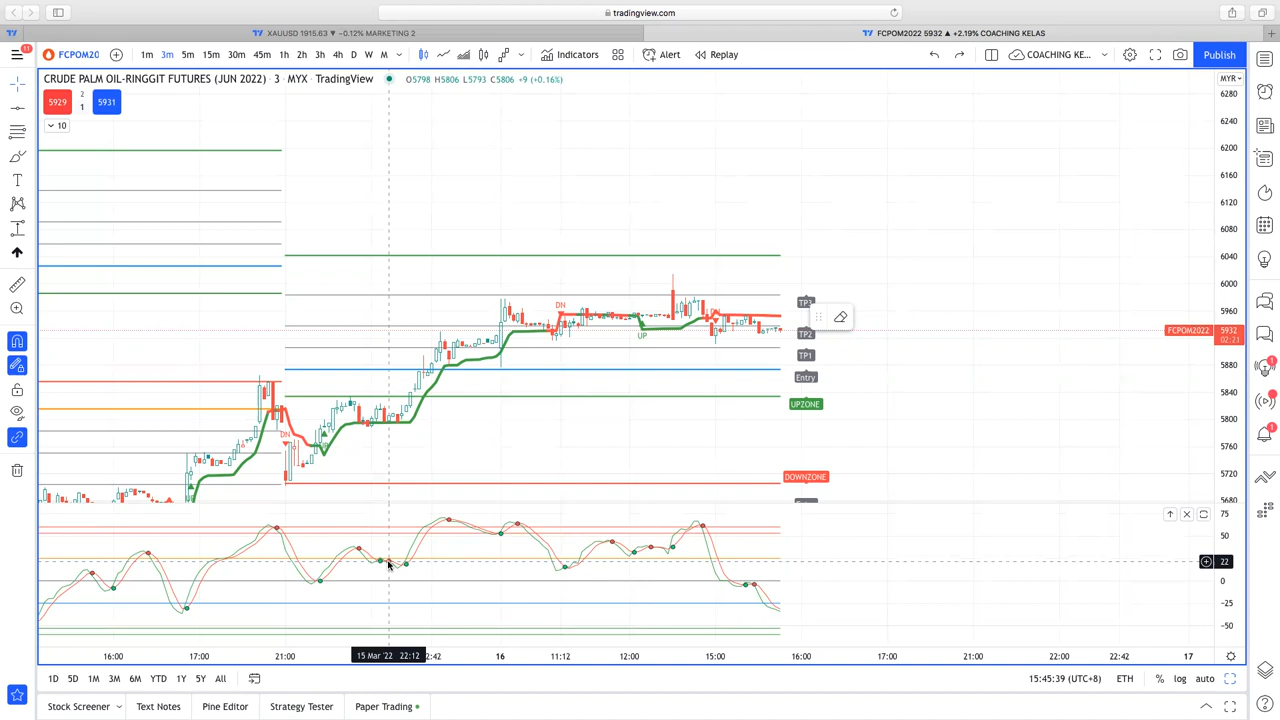 tradingview.com
XAUUSD 1915.63 ▾ −0.12% MARKETING 2
FCPOM2022 5932 ▲ +2.19% COACHING KELAS
11
FCPOM20
1m 3m 5m 15m 30m 45m 1h 2h 3h 4h D W M
Indicators
Alert
Replay
COACHING KE...
Publish
CRUDE PALM OIL-RINGGIT FUTURES (JUN 2022) · 3 · MYX · TradingView
O5798 H5806 L5793 C5806 +9 (+0.16%)
MYR
5929
2
1
5931
10
6280
6240
6200
6160
6120
6080
6040
6000
5960
FCPOM2022
5932
02:21
5880
5840
5800
5760
5720
5680
DN
DN
UP
TP3
TP2
TP1
Entry
UPZONE
DOWNZONE
75
50
22
0
−25
−50
16:00
17:00
21:00
15 Mar '22 22:12
2:42
16
11:12
12:00
15:00
16:00
17:00
21:00
22:00
22:42
17
1D 5D 1M 3M 6M YTD 1Y 5Y All
15:45:39 (UTC+8)
ETH
% log auto
Stock Screener
Text Notes
Pine Editor
Strategy Tester
Paper Trading
1
1